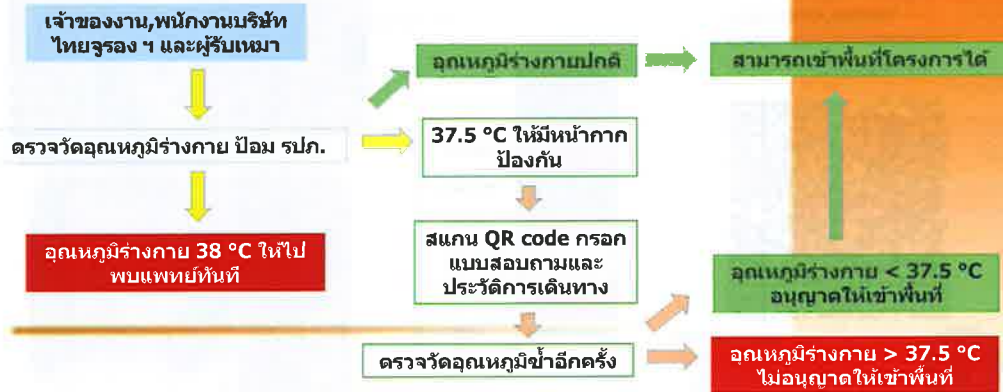 เจ้าของงาน,พนักงานบริษัท
ไทยจูรอง ฯ และผู้รับเหมา
อุณหภูมิร่างกายปกติ
สามารถเข้าพื้นที่โครงการได้
ตรวจวัดอุณหภูมิร่างกาย ป้อม รปภ.
37.5 °C ให้มีหน้ากาก
ป้องกัน
อุณหภูมิร่างกาย 38 °C ให้ไป
พบแพทย์ทันที
สแกน QR code กรอก
แบบสอบถามและ
ประวัติการเดินทาง
อุณหภูมิร่างกาย < 37.5 °C
อนุญาตให้เข้าพื้นที่
ตรวจวัดอุณหภูมิซ้ำอีกครั้ง
อุณหภูมิร่างกาย > 37.5 °C
ไม่อนุญาตให้เข้าพื้นที่